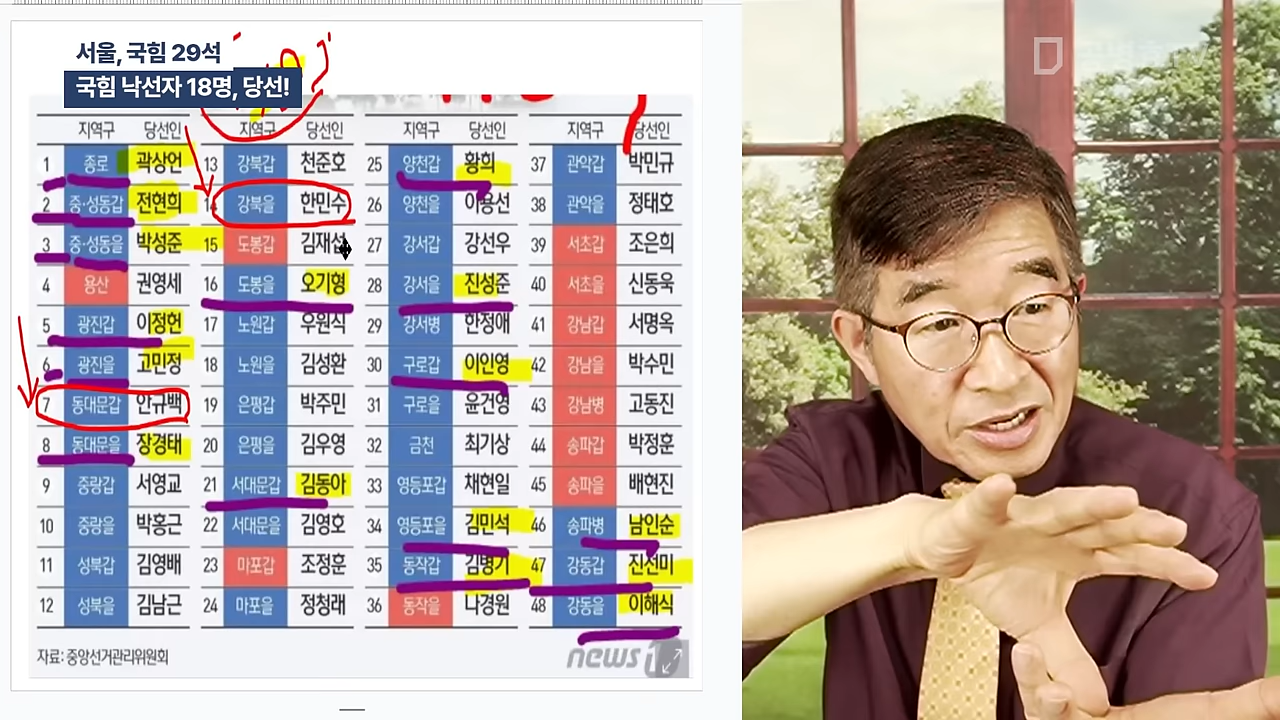 서울, 국힘 29석
국힘 낙선자 18명, 당선!
지역구 당선인 지역구 당선인 지역구 당선인 지역구 당선인
1 종로 곽상언 13 강북갑 천준호 25 양천갑 황희 37 관악갑 박민규
2 중·성동갑 전현희 14 강북을 한민수 26 양천을 이용선 38 관악을 정태호
3 중·성동을 박성준 15 도봉갑 김재섭 27 강서갑 강선우 39 서초갑 조은희
4 용산 권영세 16 도봉을 오기형 28 강서을 진성준 40 서초을 신동욱
5 광진갑 이정헌 17 노원갑 우원식 29 강서병 한정애 41 강남갑 서명옥
6 광진을 고민정 18 노원을 김성환 30 구로갑 이인영 42 강남을 박수민
7 동대문갑 안규백 19 은평갑 박주민 31 구로을 윤건영 43 강남병 고동진
8 동대문을 장경태 20 은평을 김우영 32 금천 최기상 44 송파갑 박정훈
9 중랑갑 서영교 21 서대문갑 김동아 33 영등포갑 채현일 45 송파을 배현진
10 중랑을 박홍근 22 서대문을 김영호 34 영등포을 김민석 46 송파병 남인순
11 성북갑 김영배 23 마포갑 조정훈 35 동작갑 김병기 47 강동갑 진선미
12 성북을 김남근 24 마포을 정청래 36 동작을 나경원 48 강동을 이해식
자료: 중앙선거관리위원회
news1